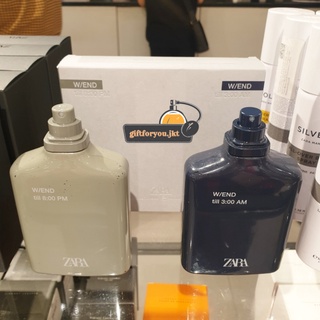 W/END
W/END
giftforyou.jkt
W/END
till 8:00 PM
ZARA
W/END
till 3:00 AM
ZARA
SILVE